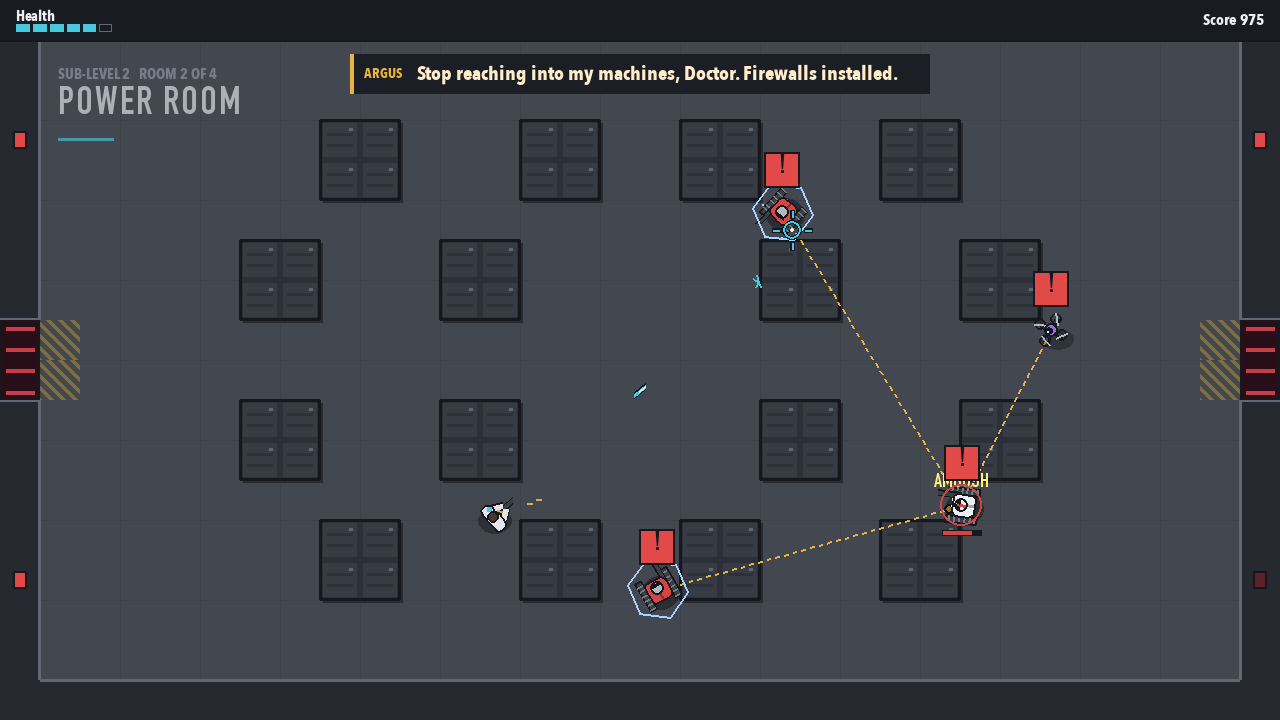 Health
Score 975
ARGUS Stop reaching into my machines, Doctor. Firewalls installed.
SUB-LEVEL 2 ROOM 2 OF 4
POWER ROOM
!
!
!
!